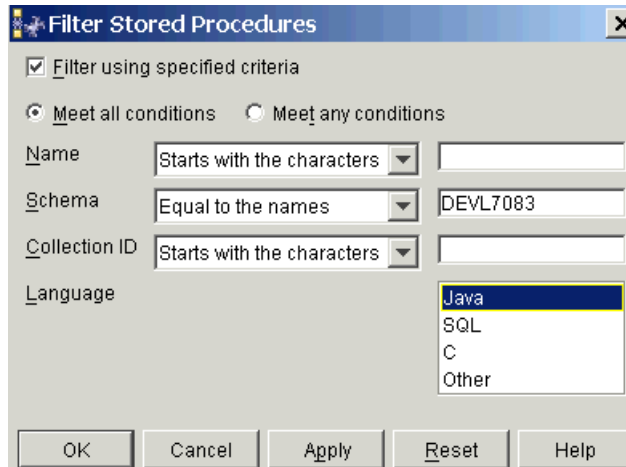 Filter Stored Procedures
Filter using specified criteria
Meet all conditions Meet any conditions
Name Starts with the characters
Schema Equal to the names DEVL7083
Collection ID Starts with the characters
Language Java
SQL
C
Other
OK Cancel Apply Reset Help